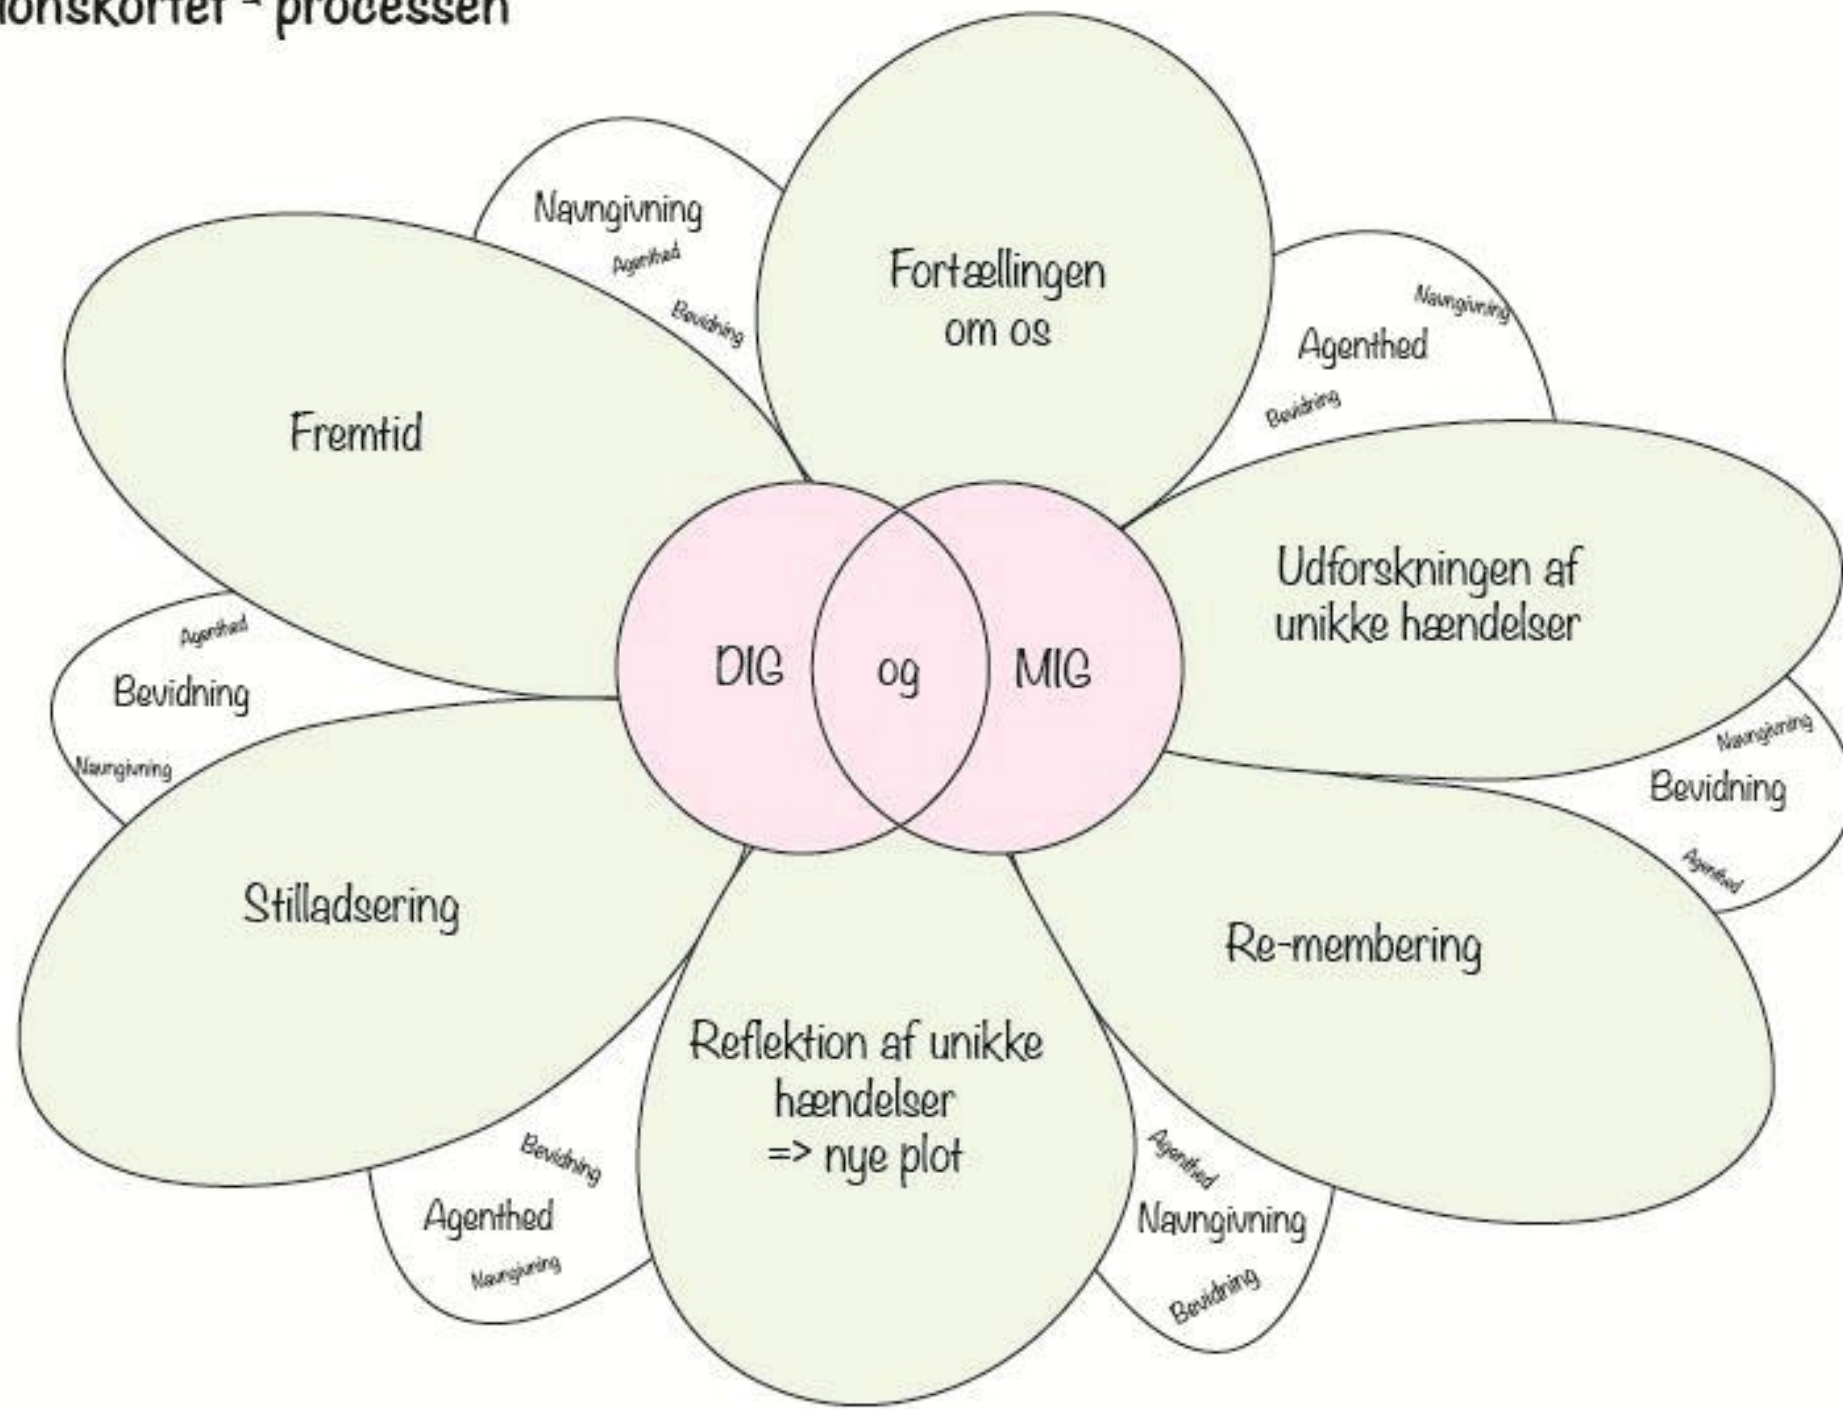 onskortet - processen
Navngivning
Agenthed
Bevidning
Fortællingen
om os
Navngivning
Agenthed
Bevidning
Fremtid
Udforskningen af
unikke hændelser
DIG
og
MIG
Agenthed
Bevidning
Navngivning
Navngivning
Bevidning
Agenthed
Stilladsering
Re-membering
Reflektion af unikke
hændelser
=> nye plot
Bevidning
Agenthed
Navngivning
Agenthed
Navngivning
Bevidning